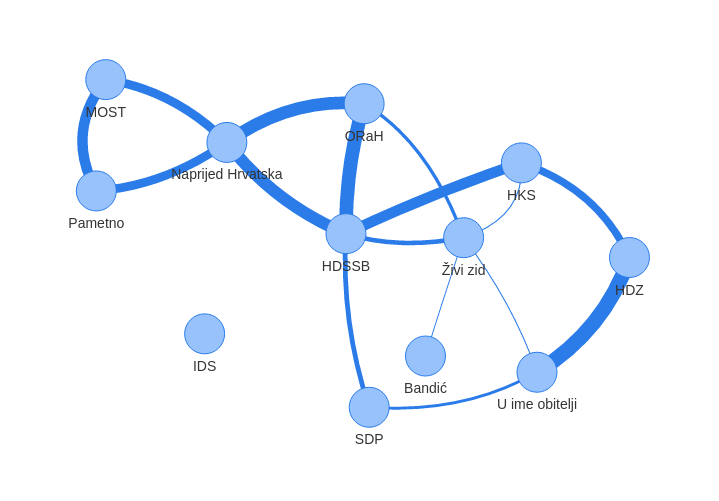 MOST
ORaH
Naprijed Hrvatska
HKS
Pametno
HDSSB
Živi zid
HDZ
IDS
Bandić
U ime obitelji
SDP